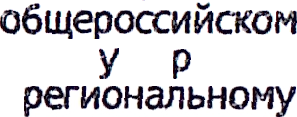 общероссийском
у р
региональному